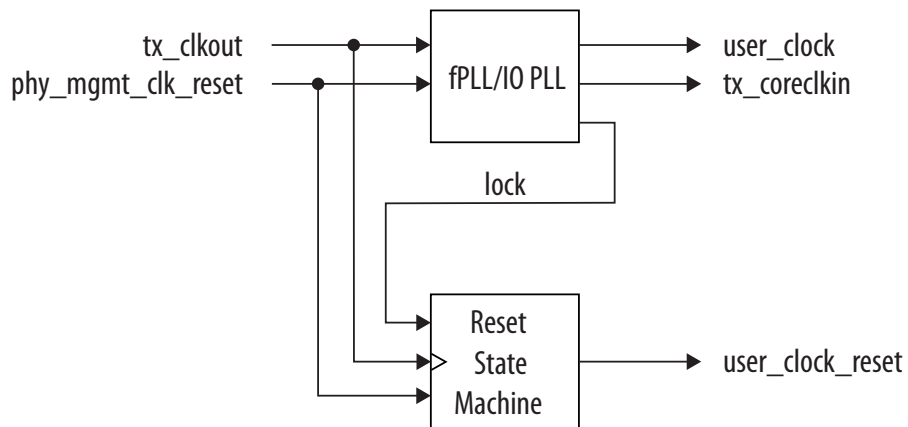 tx_clkout
phy_mgmt_clk_reset
fPLL/IO PLL
user_clock
tx_coreclkin
lock
Reset
State
Machine
user_clock_reset